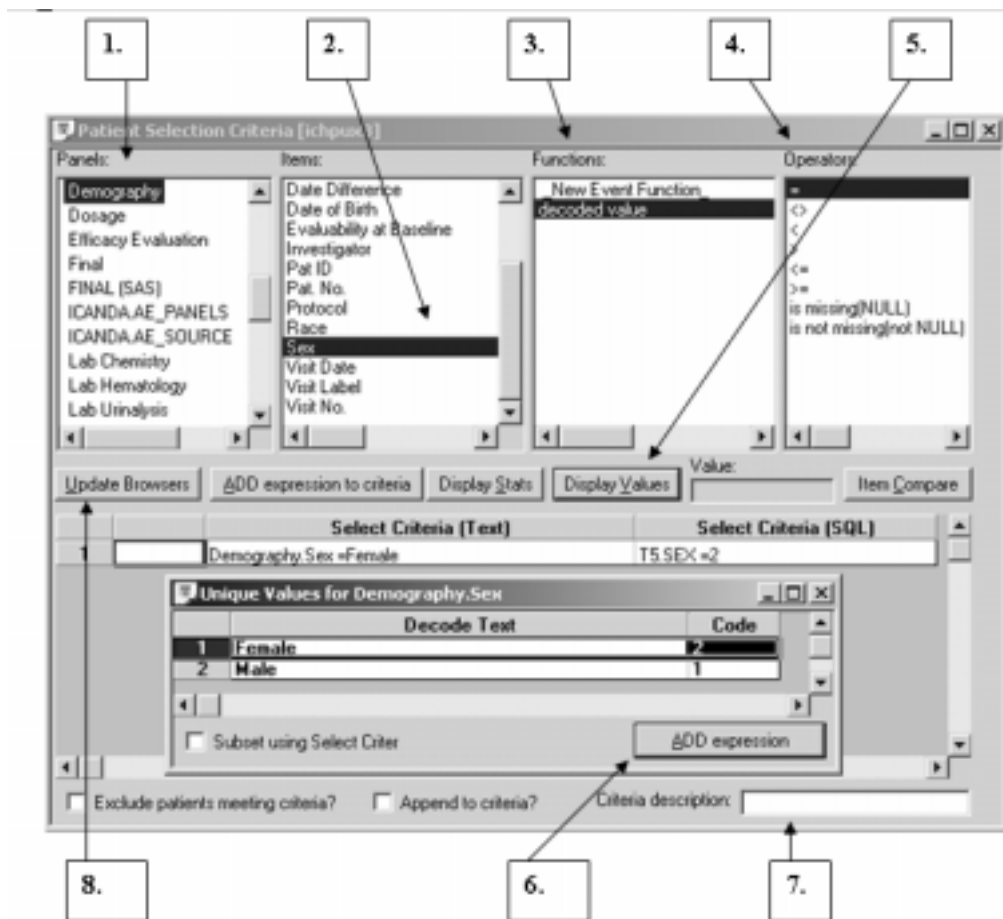 1.
2.
3.
4.
5.
Patient Selection Criteria
Panels:
Items:
Functions:
Operators:
Demography
Dosage
Efficacy Evaluation
Final
FINAL (SAS)
ICANDA.AE_PANELS
ICANDA.AE_SOURCE
Lab Chemistry
Lab Hematology
Lab Urinalysis
Date Difference
Date of Birth
Evaluability at Baseline
Investigator
Pat ID
Pat. No.
Protocol
Race
Sex
Visit Date
Visit Label
Visit No.
_New Event Function_
decoded value
=
<>
<
>
<=
>=
is missing(NULL)
is not missing(not NULL)
Update Browsers
ADD expression to criteria
Display Stats
Display Values
Value:
Item Compare
Select Criteria (Text)
Select Criteria (SQL)
1
Demography.Sex =Female
T5.SEX =2
Unique Values for Demography.Sex
Decode Text
Code
1 Female 2
2 Male 1
Subset using Select Criter
ADD expression
Exclude patients meeting criteria?
Append to criteria?
Criteria description:
8.
6.
7.